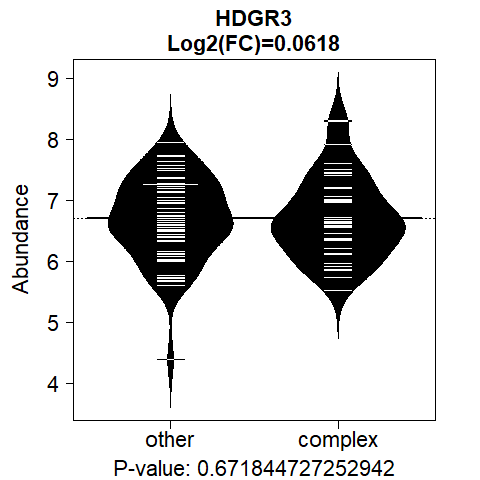 HDGR3
Log2(FC)=0.0618
9
8
7
6
5
4
Abundance
other complex
P-value: 0.671844727252942